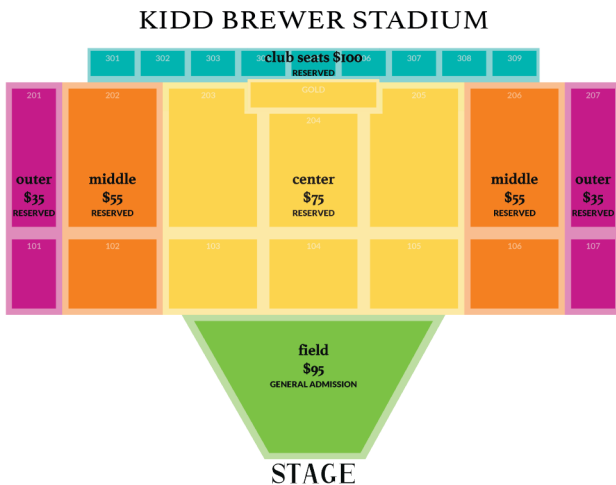 KIDD BREWER STADIUM
301 302 303 306 307 308 309
club seats $100
RESERVED
GOLD
201 202 203 205 206 207
204
outer middle center middle outer
$35 $55 $75 $55 $35
RESERVED RESERVED RESERVED RESERVED RESERVED
101 102 103 104 105 106 107
field
$95
GENERAL ADMISSION
STAGE